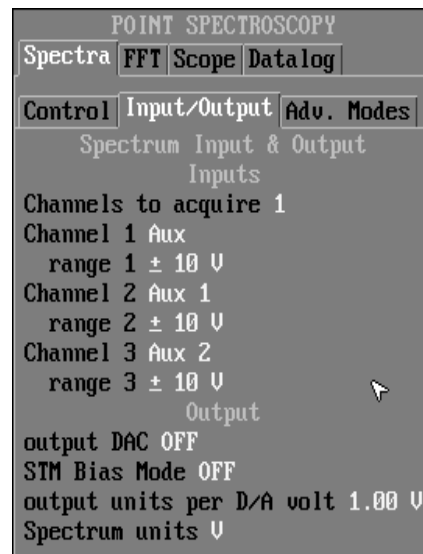 POINT SPECTROSCOPY
Spectra FFT Scope Datalog
Control Input/Output Adv. Modes
Spectrum Input & Output
Inputs
Channels to acquire 1
Channel 1 Aux
range 1 ± 10 V
Channel 2 Aux 1
range 2 ± 10 V
Channel 3 Aux 2
range 3 ± 10 V
Output
output DAC OFF
STM Bias Mode OFF
output units per D/A volt 1.00 V
Spectrum units V